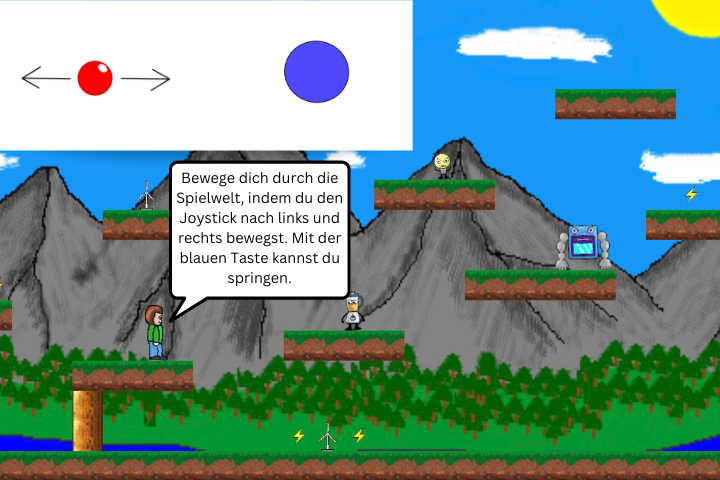 Bewege dich durch die
Spielwelt, indem du den
Joystick nach links und
rechts bewegst. Mit der
blauen Taste kannst du
springen.